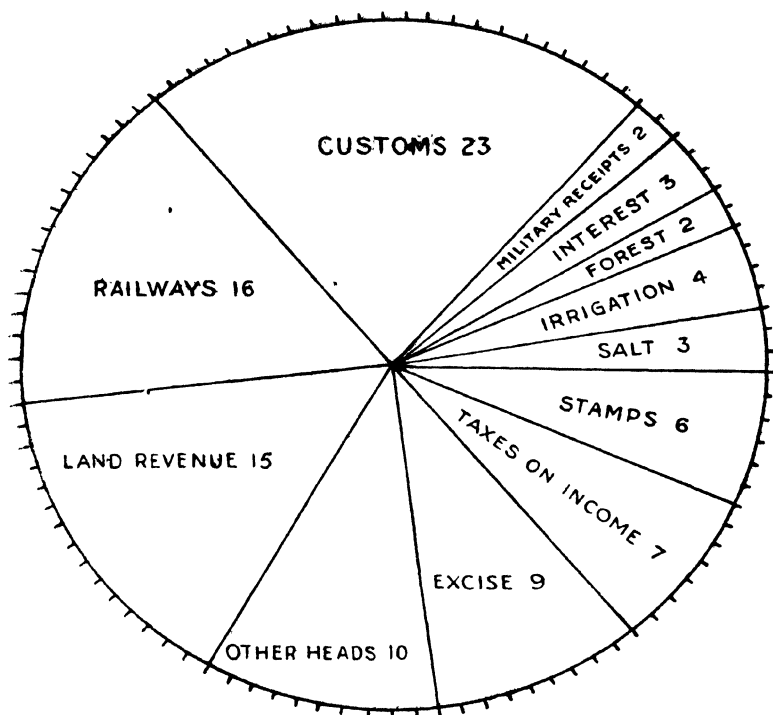 CUSTOMS 23
MILITARY RECEIPTS 2
INTEREST 3
FOREST 2
IRRIGATION 4
SALT 3
STAMPS 6
TAXES ON INCOME 7
EXCISE 9
OTHER HEADS 10
LAND REVENUE 15
RAILWAYS 16